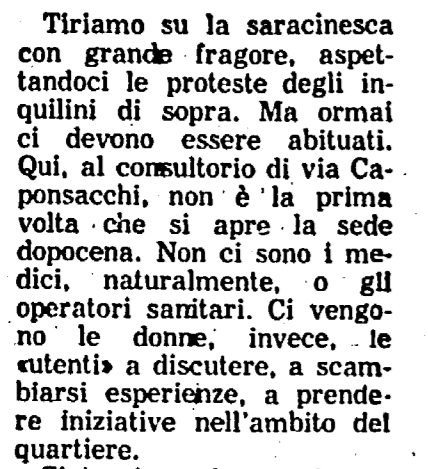 Tiriamo su la saracinesca
con grande fragore, aspet-
tandoci le proteste degli in-
quilini di sopra. Ma ormai
ci devono essere abituati.
Qui, al consultorio di via Ca-
ponsacchi, non è la prima
volta che si apre la sede
dopocena. Non ci sono i me-
dici, naturalmente, o gli
operatori sanitari. Ci vengo-
no le donne, invece, le
«utenti» a discutere, a scam-
biarsi esperienze, a prende-
re iniziative nell'ambito del
quartiere.